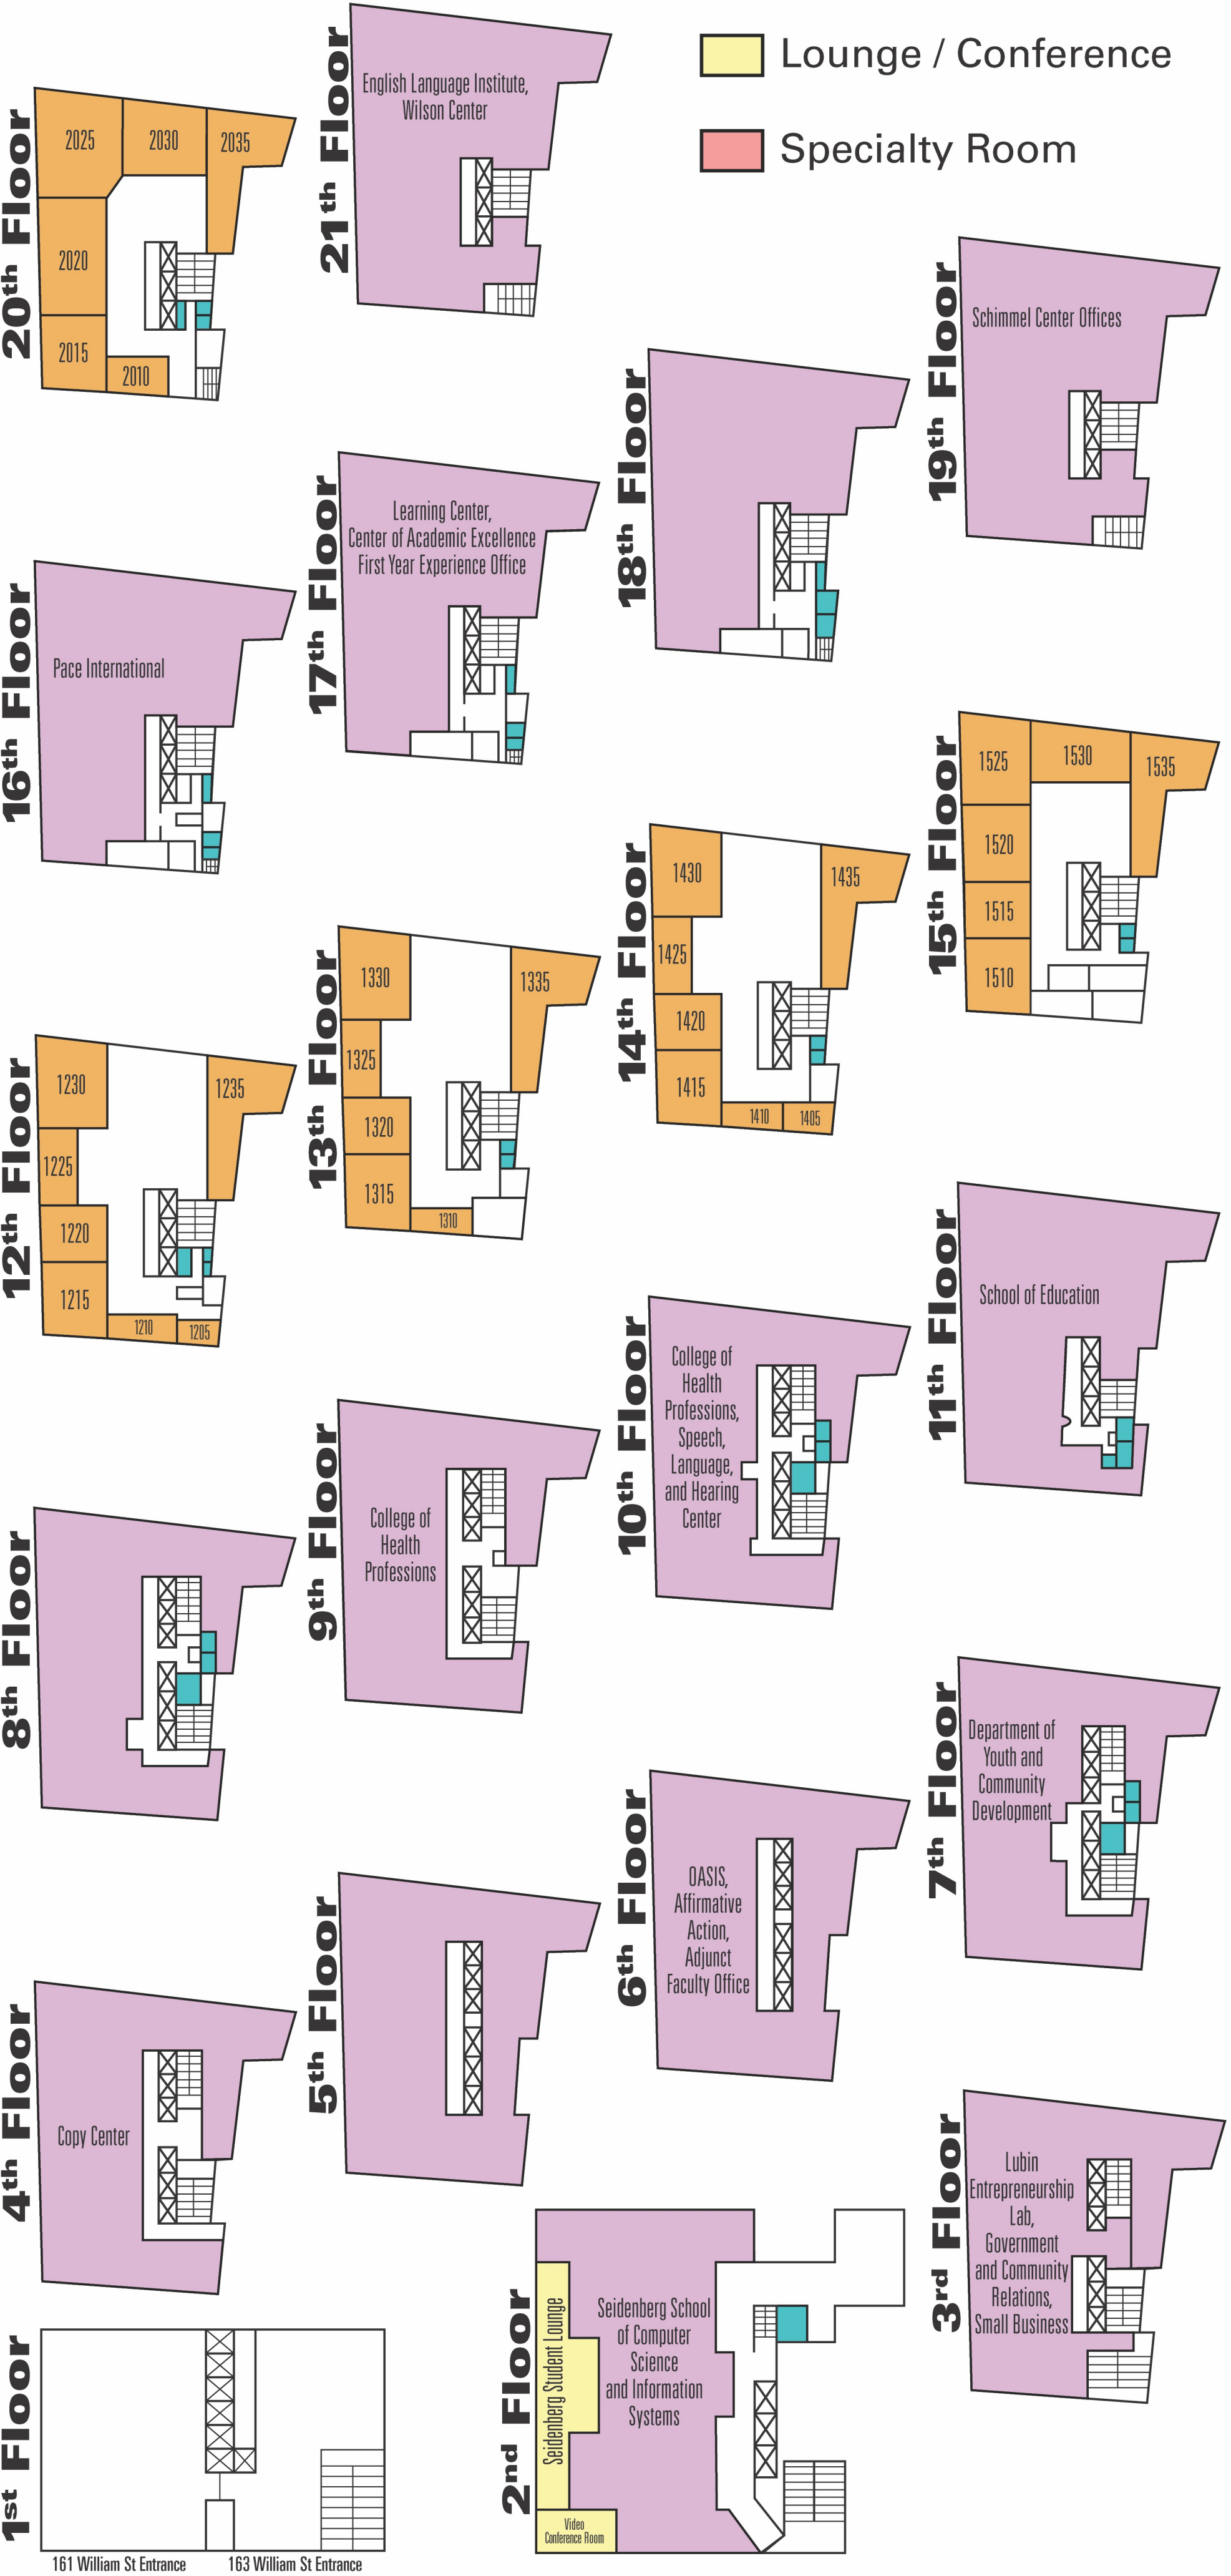 Lounge / Conference
Specialty Room
21th Floor
English Language Institute,
Wilson Center
20th Floor
2025
2030
2035
2020
2015
2010
19th Floor
Schimmel Center Offices
18th Floor
17th Floor
Learning Center,
Center of Academic Excellence
First Year Experience Office
16th Floor
Pace International
15th Floor
1525
1530
1535
1520
1515
1510
14th Floor
1430
1435
1425
1420
1415
1410
1405
13th Floor
1330
1335
1325
1320
1315
1310
12th Floor
1230
1235
1225
1220
1215
1210
1205
11th Floor
School of Education
10th Floor
College of
Health
Professions,
Speech,
Language,
and Hearing
Center
9th Floor
College of
Health
Professions
8th Floor
7th Floor
Department of
Youth and
Community
Development
6th Floor
OASIS,
Affirmative
Action,
Adjunct
Faculty Office
5th Floor
4th Floor
Copy Center
3rd Floor
Lubin
Entrepreneurship
Lab,
Government
and Community
Relations,
Small Business
2nd Floor
Seidenberg Student Lounge
Seidenberg School
of Computer
Science
and Information
Systems
Video
Conference Room
1st Floor
161 William St Entrance
163 William St Entrance